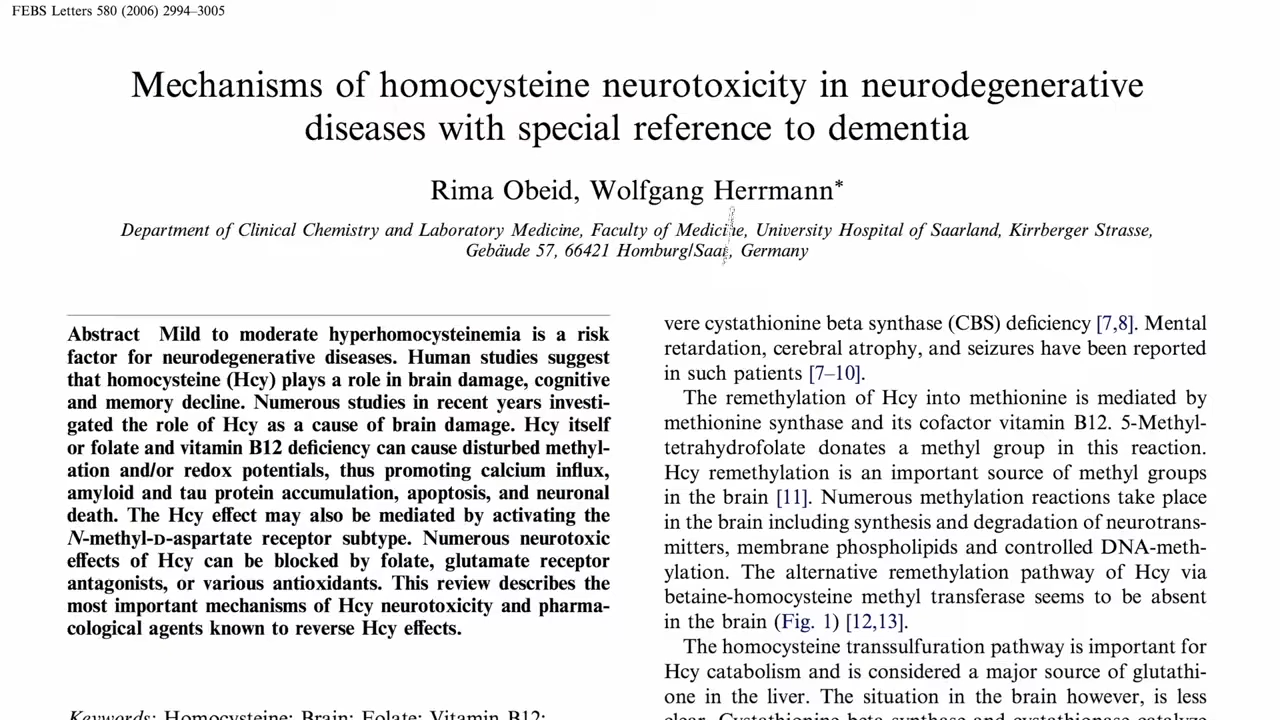 FEBS Letters 580 (2006) 2994–3005
Mechanisms of homocysteine neurotoxicity in neurodegenerative
diseases with special reference to dementia
Rima Obeid, Wolfgang Herrmann*
Department of Clinical Chemistry and Laboratory Medicine, Faculty of Medicine, University Hospital of Saarland, Kirrberger Strasse,
Gebäude 57, 66421 Homburg/Saar, Germany
Abstract Mild to moderate hyperhomocysteinemia is a risk
factor for neurodegenerative diseases. Human studies suggest
that homocysteine (Hcy) plays a role in brain damage, cognitive
and memory decline. Numerous studies in recent years investi-
gated the role of Hcy as a cause of brain damage. Hcy itself
or folate and vitamin B12 deficiency can cause disturbed methyl-
ation and/or redox potentials, thus promoting calcium influx,
amyloid and tau protein accumulation, apoptosis, and neuronal
death. The Hcy effect may also be mediated by activating the
N-methyl-D-aspartate receptor subtype. Numerous neurotoxic
effects of Hcy can be blocked by folate, glutamate receptor
antagonists, or various antioxidants. This review describes the
most important mechanisms of Hcy neurotoxicity and pharma-
cological agents known to reverse Hcy effects.
Keywords: Homocysteine; Brain; Folate; Vitamin B12;
vere cystathionine beta synthase (CBS) deficiency [7,8]. Mental
retardation, cerebral atrophy, and seizures have been reported
in such patients [7–10].
The remethylation of Hcy into methionine is mediated by
methionine synthase and its cofactor vitamin B12. 5-Methyl-
tetrahydrofolate donates a methyl group in this reaction.
Hcy remethylation is an important source of methyl groups
in the brain [11]. Numerous methylation reactions take place
in the brain including synthesis and degradation of neurotrans-
mitters, membrane phospholipids and controlled DNA-meth-
ylation. The alternative remethylation pathway of Hcy via
betaine-homocysteine methyl transferase seems to be absent
in the brain (Fig. 1) [12,13].
The homocysteine transsulfuration pathway is important for
Hcy catabolism and is considered a major source of glutathi-
one in the liver. The situation in the brain however, is less
clear. Cystathionine beta synthase and cystathionase catalyze